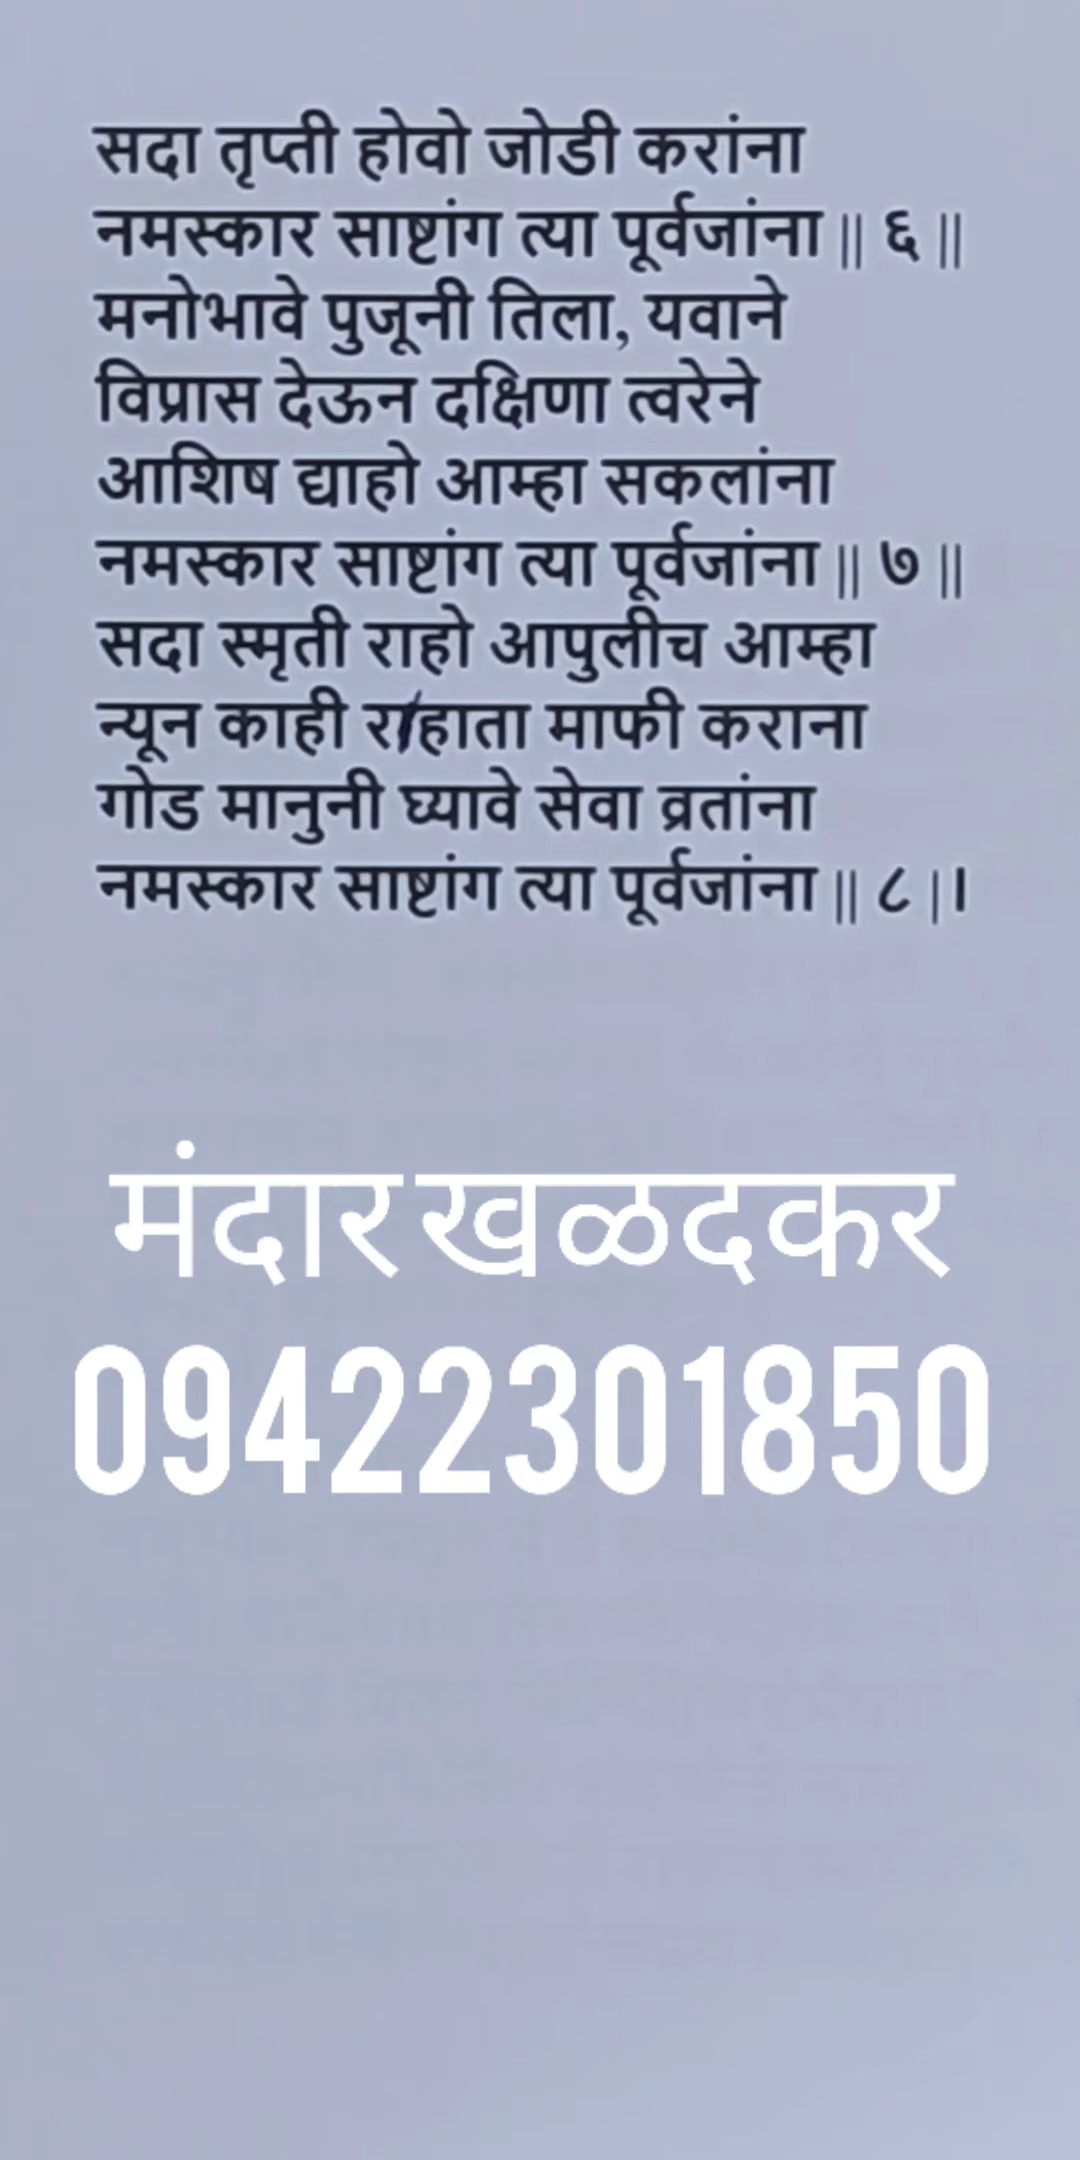 सदा तृप्ती होवो जोडी करांना
नमस्कार साष्टांग त्या पूर्वजांना || ६ ||
मनोभावे पुजूनी तिला, यवाने
विप्रास देऊन दक्षिणा त्वरेने
आशिष द्याहो आम्हा सकलांना
नमस्कार साष्टांग त्या पूर्वजांना || ७ ||
सदा स्मृती राहो आपुलीच आम्हा
न्यून काही राहाता माफी कराना
गोड मानुनी घ्यावे सेवा व्रतांना
नमस्कार साष्टांग त्या पूर्वजांना || ८ |।
मंदार खळदकर
09422301850